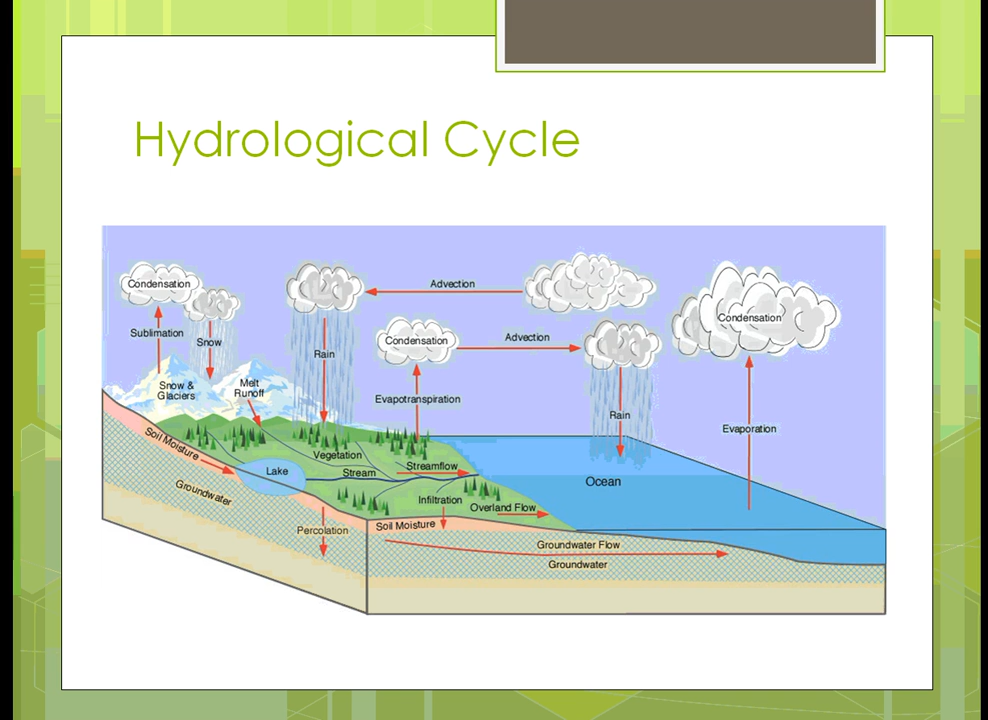 Hydrological Cycle
Condensation
Advection
Sublimation
Snow
Rain
Condensation
Advection
Condensation
Snow &
Glaciers
Melt
Runoff
Evapotranspiration
Rain
Evaporation
Soil Moisture
Vegetation
Lake
Stream
Streamflow
Ocean
Groundwater
Infiltration
Overland Flow
Percolation
Soil Moisture
Groundwater Flow
Groundwater